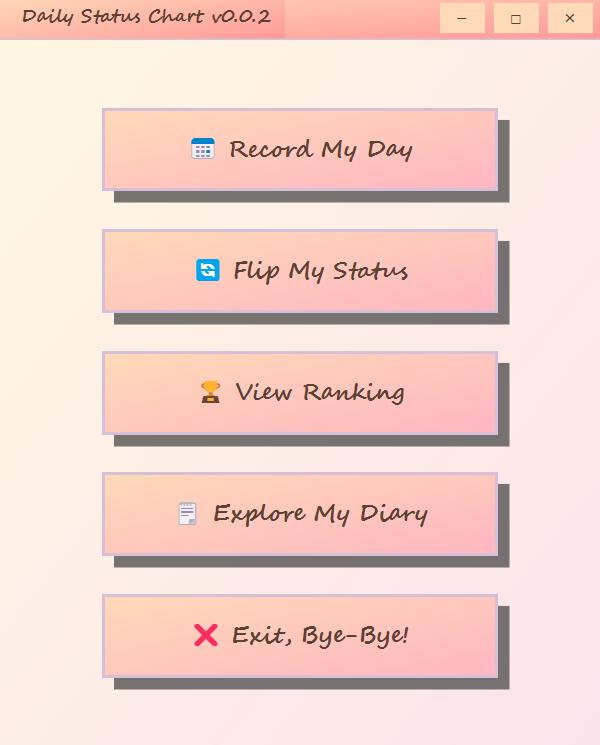 Daily Status Chart v0.0.2
Record My Day
Flip My Status
View Ranking
Explore My Diary
Exit, Bye-Bye!